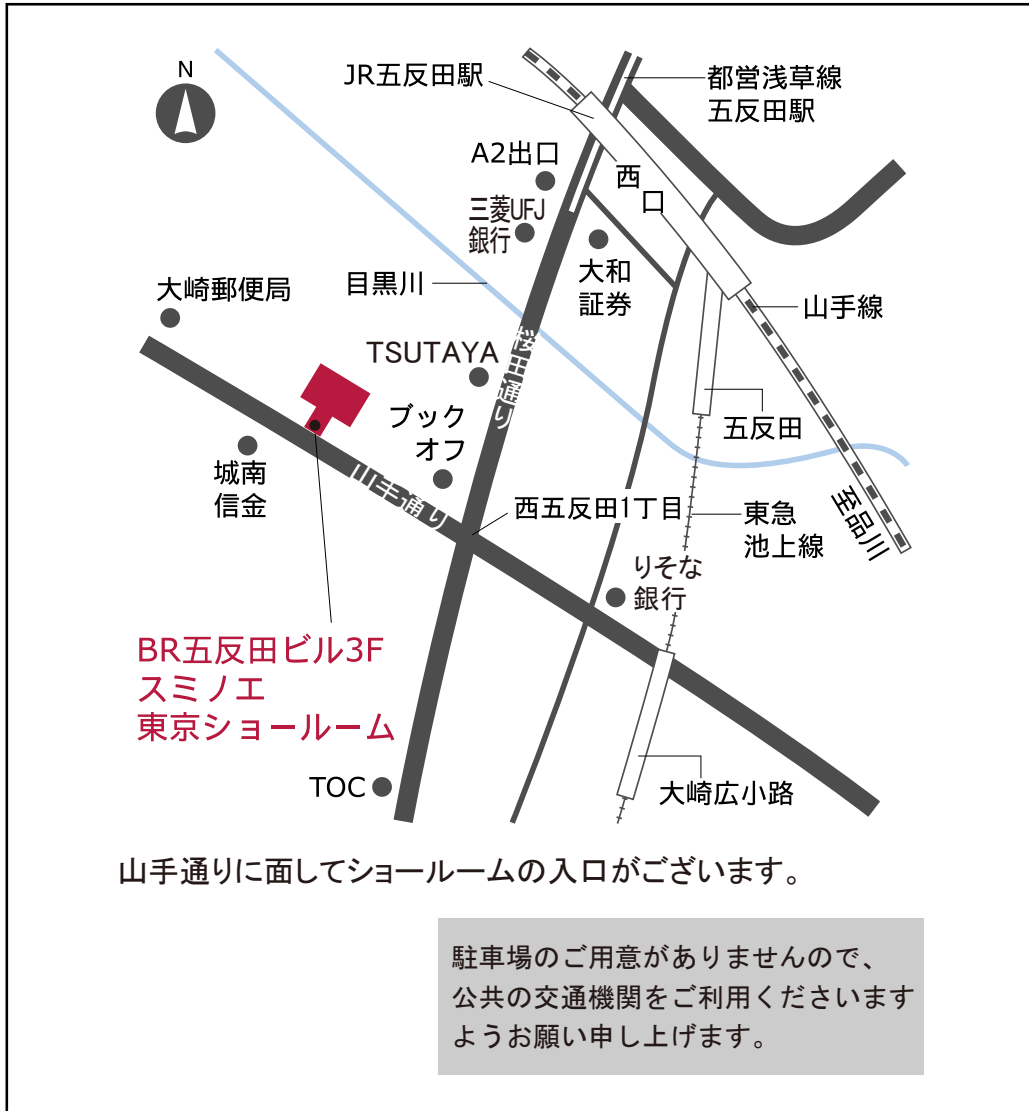 N
JR五反田駅
都営浅草線
五反田駅
A2出口
西口
三菱UFJ
銀行
大和
証券
目黒川
大崎郵便局
山手線
TSUTAYA
桜田通り
ブック
オフ
五反田
城南
信金
山手通り
西五反田1丁目
東急
池上線
至品川
りそな
銀行
BR五反田ビル3F
スミノエ
東京ショールーム
TOC
大崎広小路
山手通りに面してショールームの入口がございます。
駐車場のご用意がありませんので、
公共の交通機関をご利用くださいます
ようお願い申し上げます。